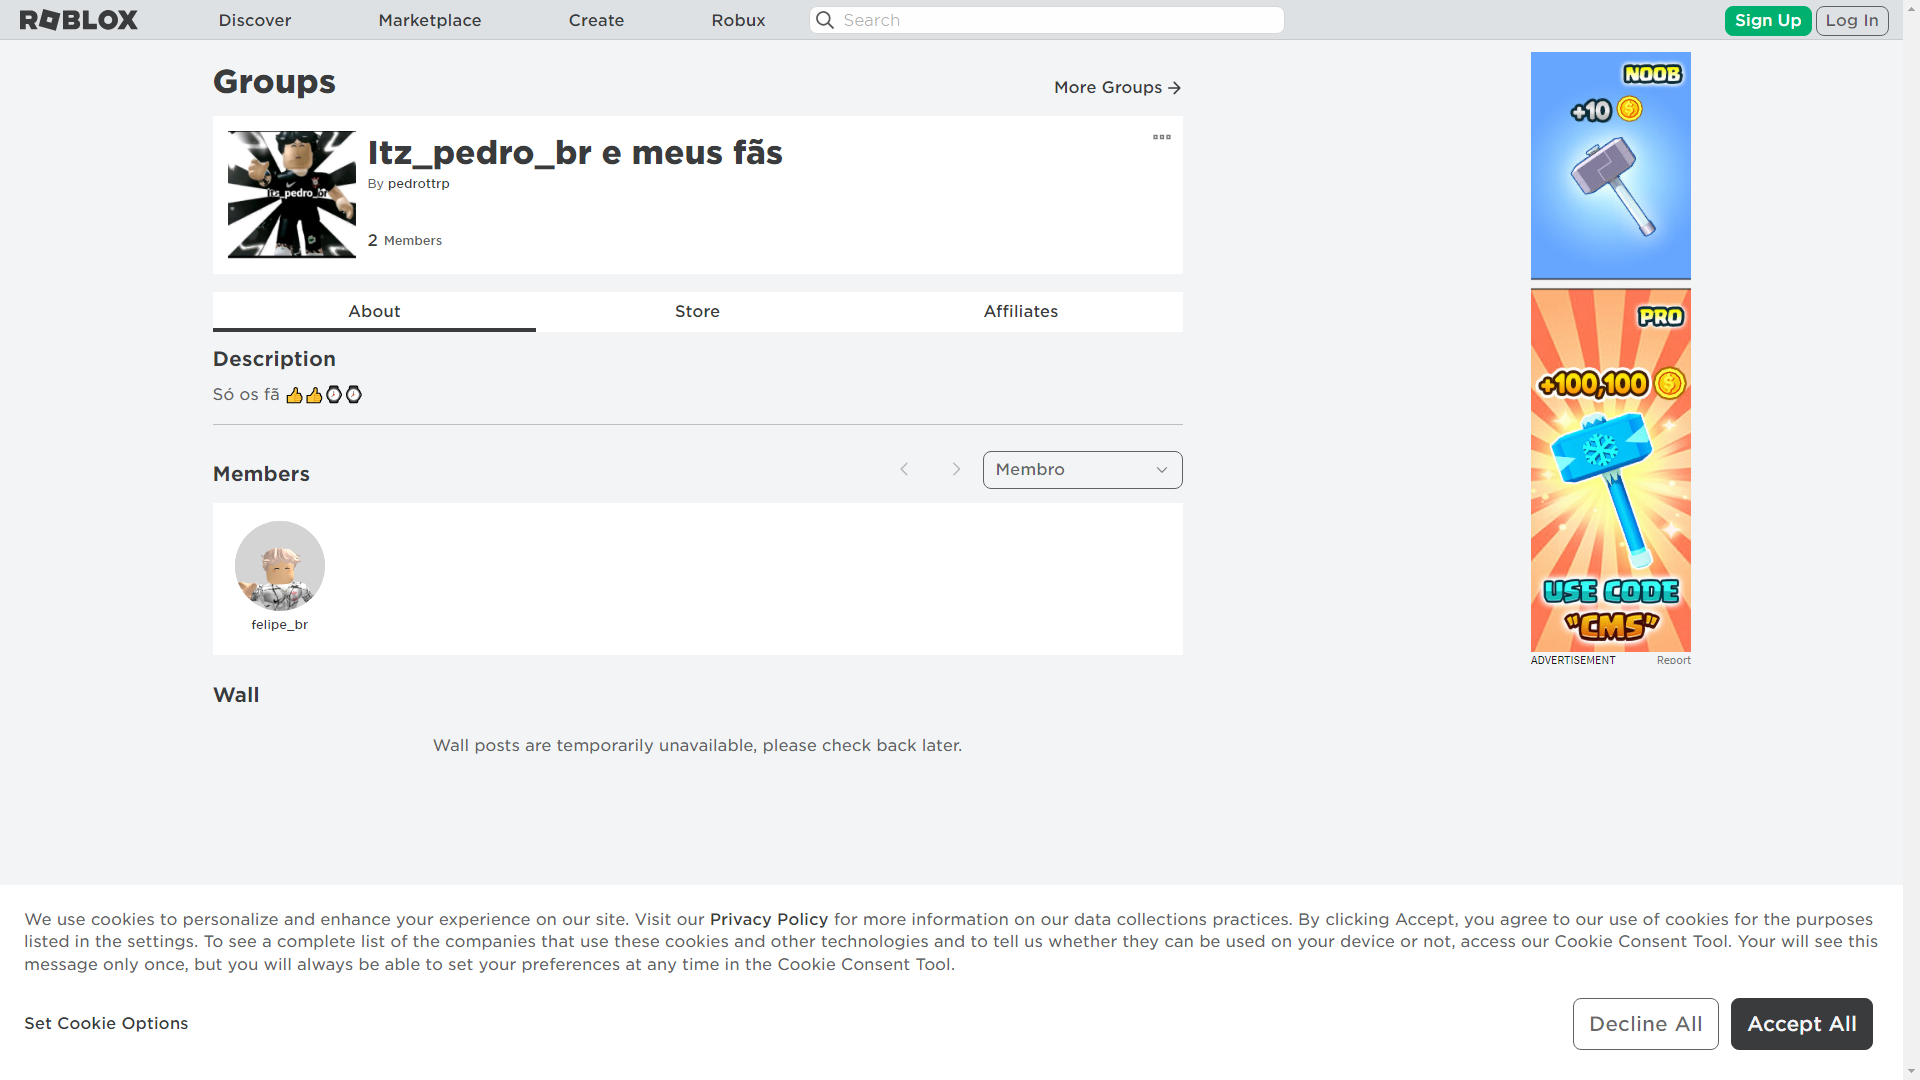 ROBLOX
Discover
Marketplace
Create
Robux
Search
Sign Up
Log In
Groups
More Groups
itz_pedro_br
Itz_pedro_br e meus fãs
By pedrottrp
2 Members
About
Store
Affiliates
Description
Só os fã 👍👍⌚⌚
Members
Membro
felipe_br
Wall
Wall posts are temporarily unavailable, please check back later.
NOOB
+10
PRO
+100,100
USE CODE
"CMS"
ADVERTISEMENT
Report
We use cookies to personalize and enhance your experience on our site. Visit our Privacy Policy for more information on our data collections practices. By clicking Accept, you agree to our use of cookies for the purposes
listed in the settings. To see a complete list of the companies that use these cookies and other technologies and to tell us whether they can be used on your device or not, access our Cookie Consent Tool. Your will see this
message only once, but you will always be able to set your preferences at any time in the Cookie Consent Tool.
Set Cookie Options
Decline All
Accept All